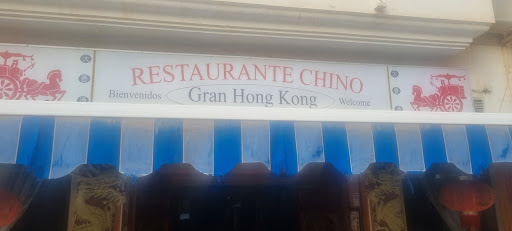 RESTAURANTE CHINO
Bienvenidos Gran Hong Kong Welcome